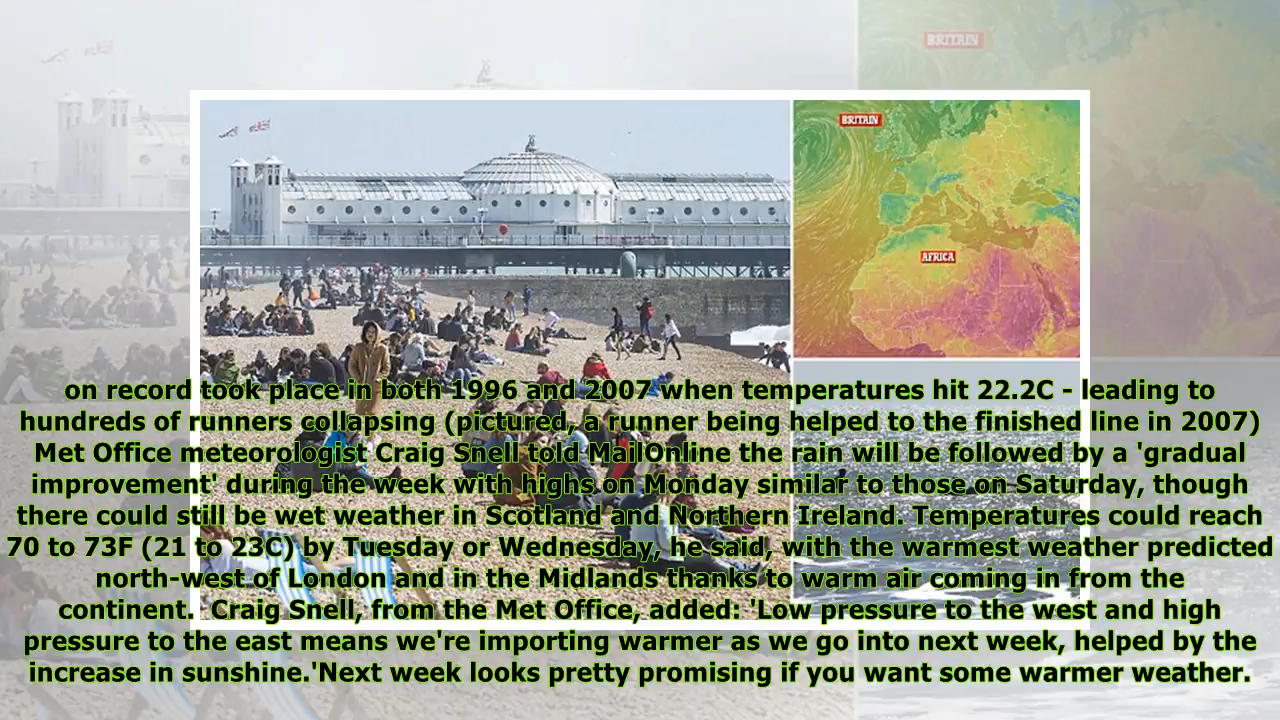 BRITAIN
BRITAIN
AFRICA
on record took place in both 1996 and 2007 when temperatures hit 22.2C - leading to
hundreds of runners collapsing (pictured, a runner being helped to the finished line in 2007)
Met Office meteorologist Craig Snell told MailOnline the rain will be followed by a 'gradual
improvement' during the week with highs on Monday similar to those on Saturday, though
there could still be wet weather in Scotland and Northern Ireland. Temperatures could reach
70 to 73F (21 to 23C) by Tuesday or Wednesday, he said, with the warmest weather predicted
north-west of London and in the Midlands thanks to warm air coming in from the
continent.  Craig Snell, from the Met Office, added: 'Low pressure to the west and high
pressure to the east means we're importing warmer as we go into next week, helped by the
increase in sunshine.'Next week looks pretty promising if you want some warmer weather.